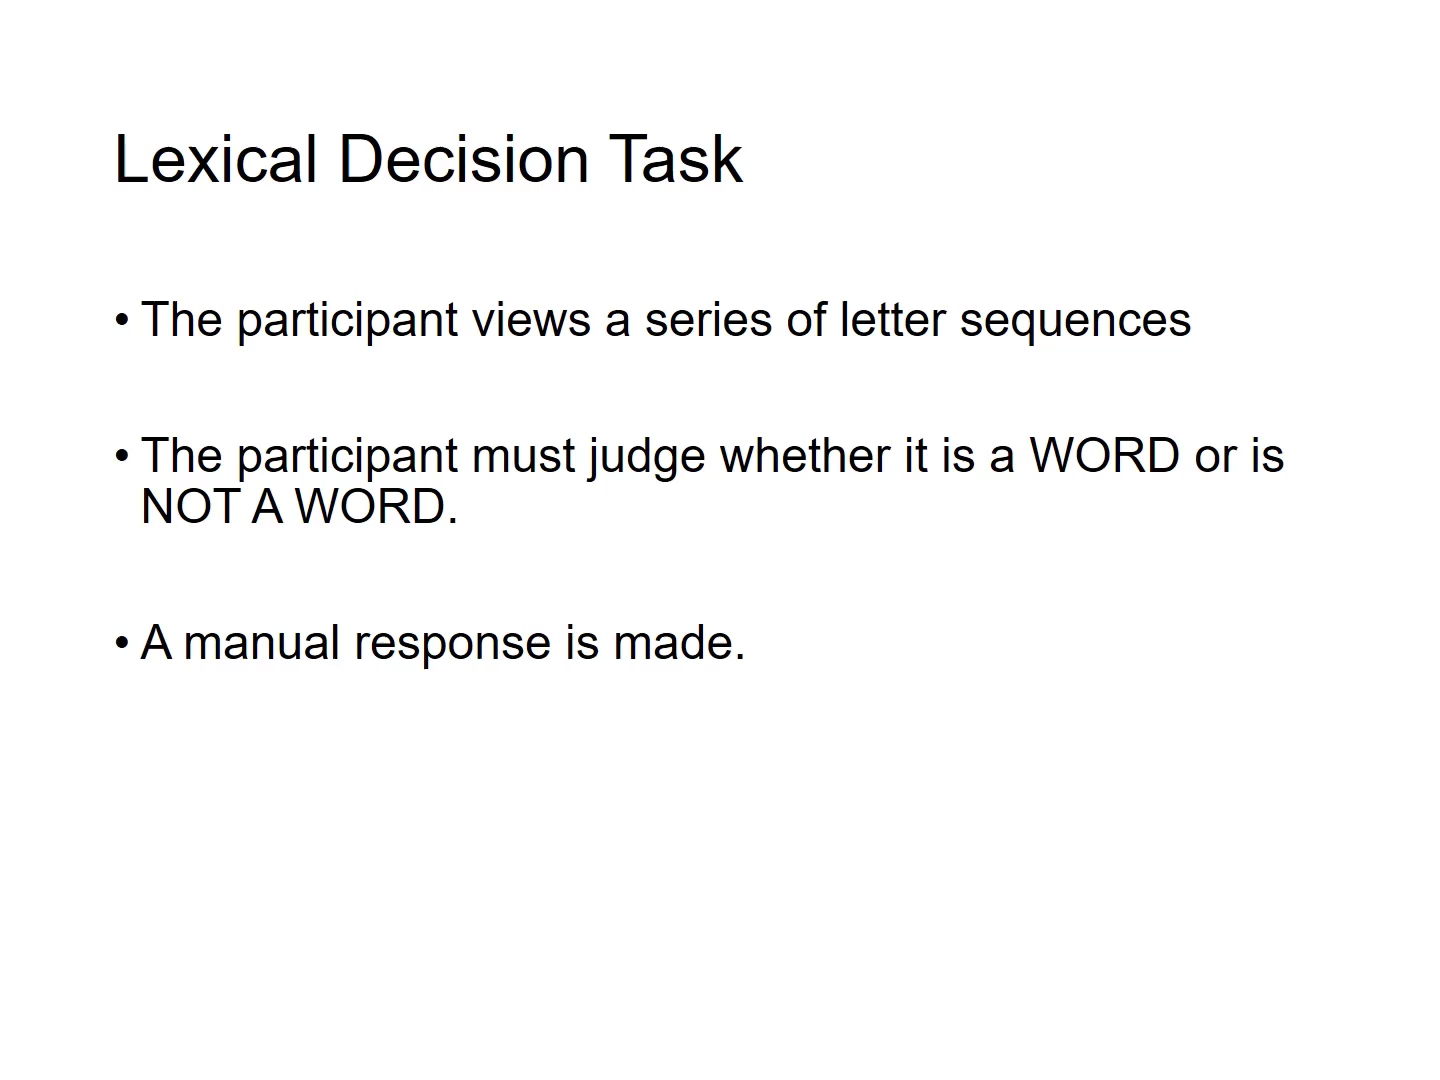 Lexical Decision Task
• The participant views a series of letter sequences
• The participant must judge whether it is a WORD or is
NOT A WORD.
• A manual response is made.